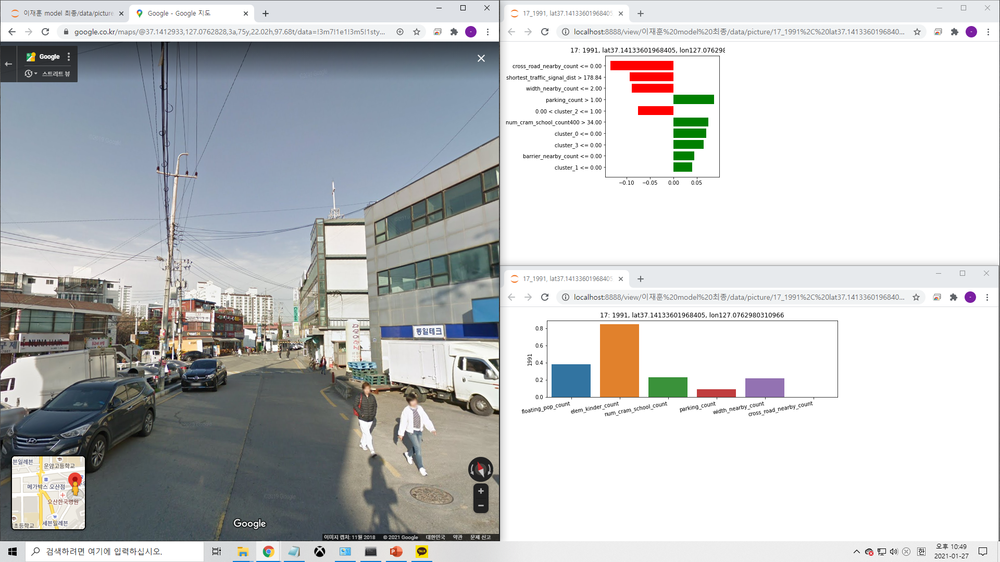 이재훈 model 최종/data/picture
Google - Google 지도
google.co.kr/maps/@37.1412933,127.0762828,3a,75y,22.02h,97.68t/data=!3m7!1e1!3m5!1sty...
Google
스트리트 뷰
©2019 Google
NUNA HAIR
emart24
Coffee
동일테크
운암고등학교
메가박스 오산점
오산한국병원
세븐일레븐
초등학교
©2019 Google
Google
이미지 캡처: 11월 2018 © 2021 Google 대한민국 약관 문제 신고
17_1991, lat37.14133601968405
localhost:8888/view/이재훈%20model%20최종/data/picture/17_1991%2C%20lat37.1413360196840...
17: 1991, lat37.14133601968405, lon127.076298
cross_road_nearby_count <= 0.00
shortest_traffic_signal_dist > 178.84
width_nearby_count <= 2.00
parking_count > 1.00
0.00 < cluster_2 <= 1.00
num_cram_school_count400 > 34.00
cluster_0 <= 0.00
cluster_3 <= 0.00
barrier_nearby_count <= 0.00
cluster_1 <= 0.00
−0.10 −0.05 0.00 0.05
17_1991, lat37.14133601968405
localhost:8888/view/이재훈%20model%20최종/data/picture/17_1991%2C%20lat37.1413360196840...
17: 1991, lat37.14133601968405, lon127.0762980310966
0.8
0.6
0.4
0.2
0.0
1991
floating_pop_count
elem_kinder_count
num_cram_school_count
parking_count
width_nearby_count
cross_road_nearby_count
검색하려면 여기에 입력하십시오.
TALK
한
오후 10:49
2021-01-27